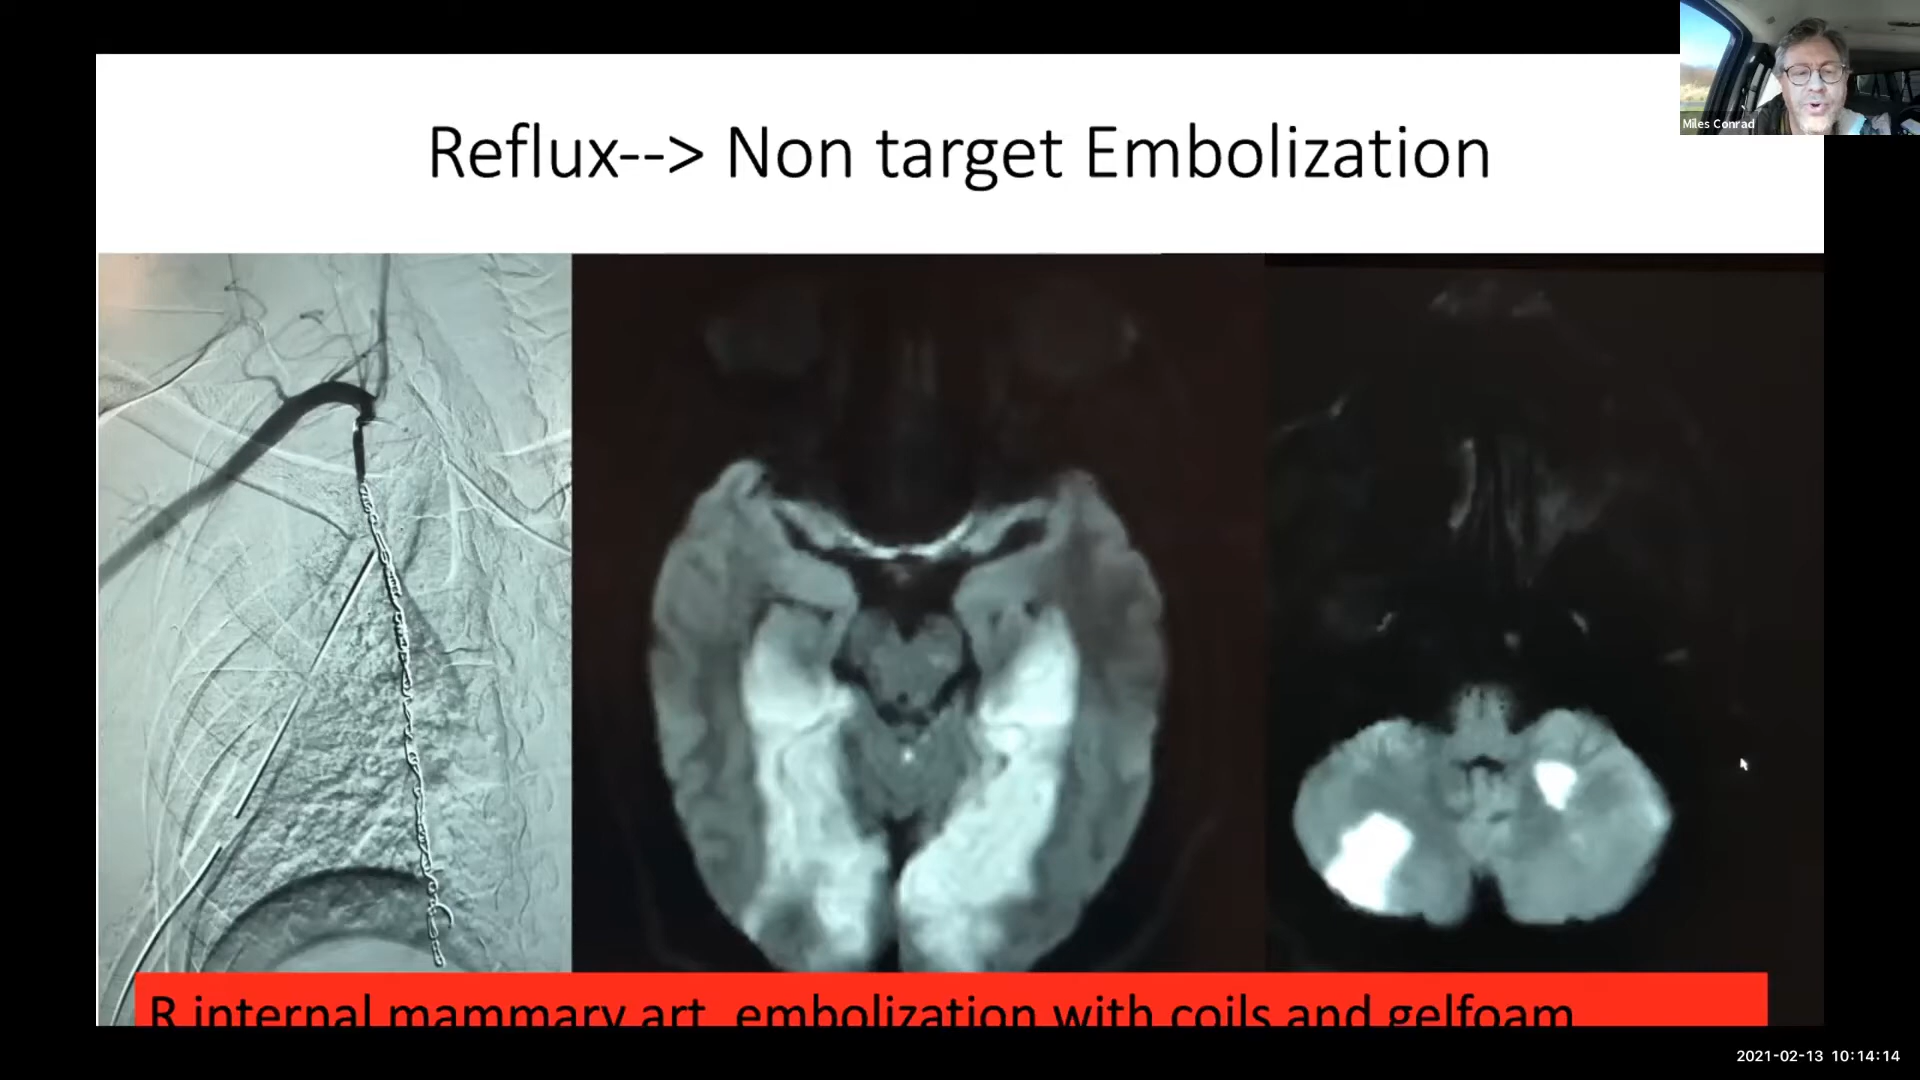 Miles Conrad
Reflux--> Non target Embolization
R internal mammary art embolization with coils and gelfoam
2021-02-13 10:14:14